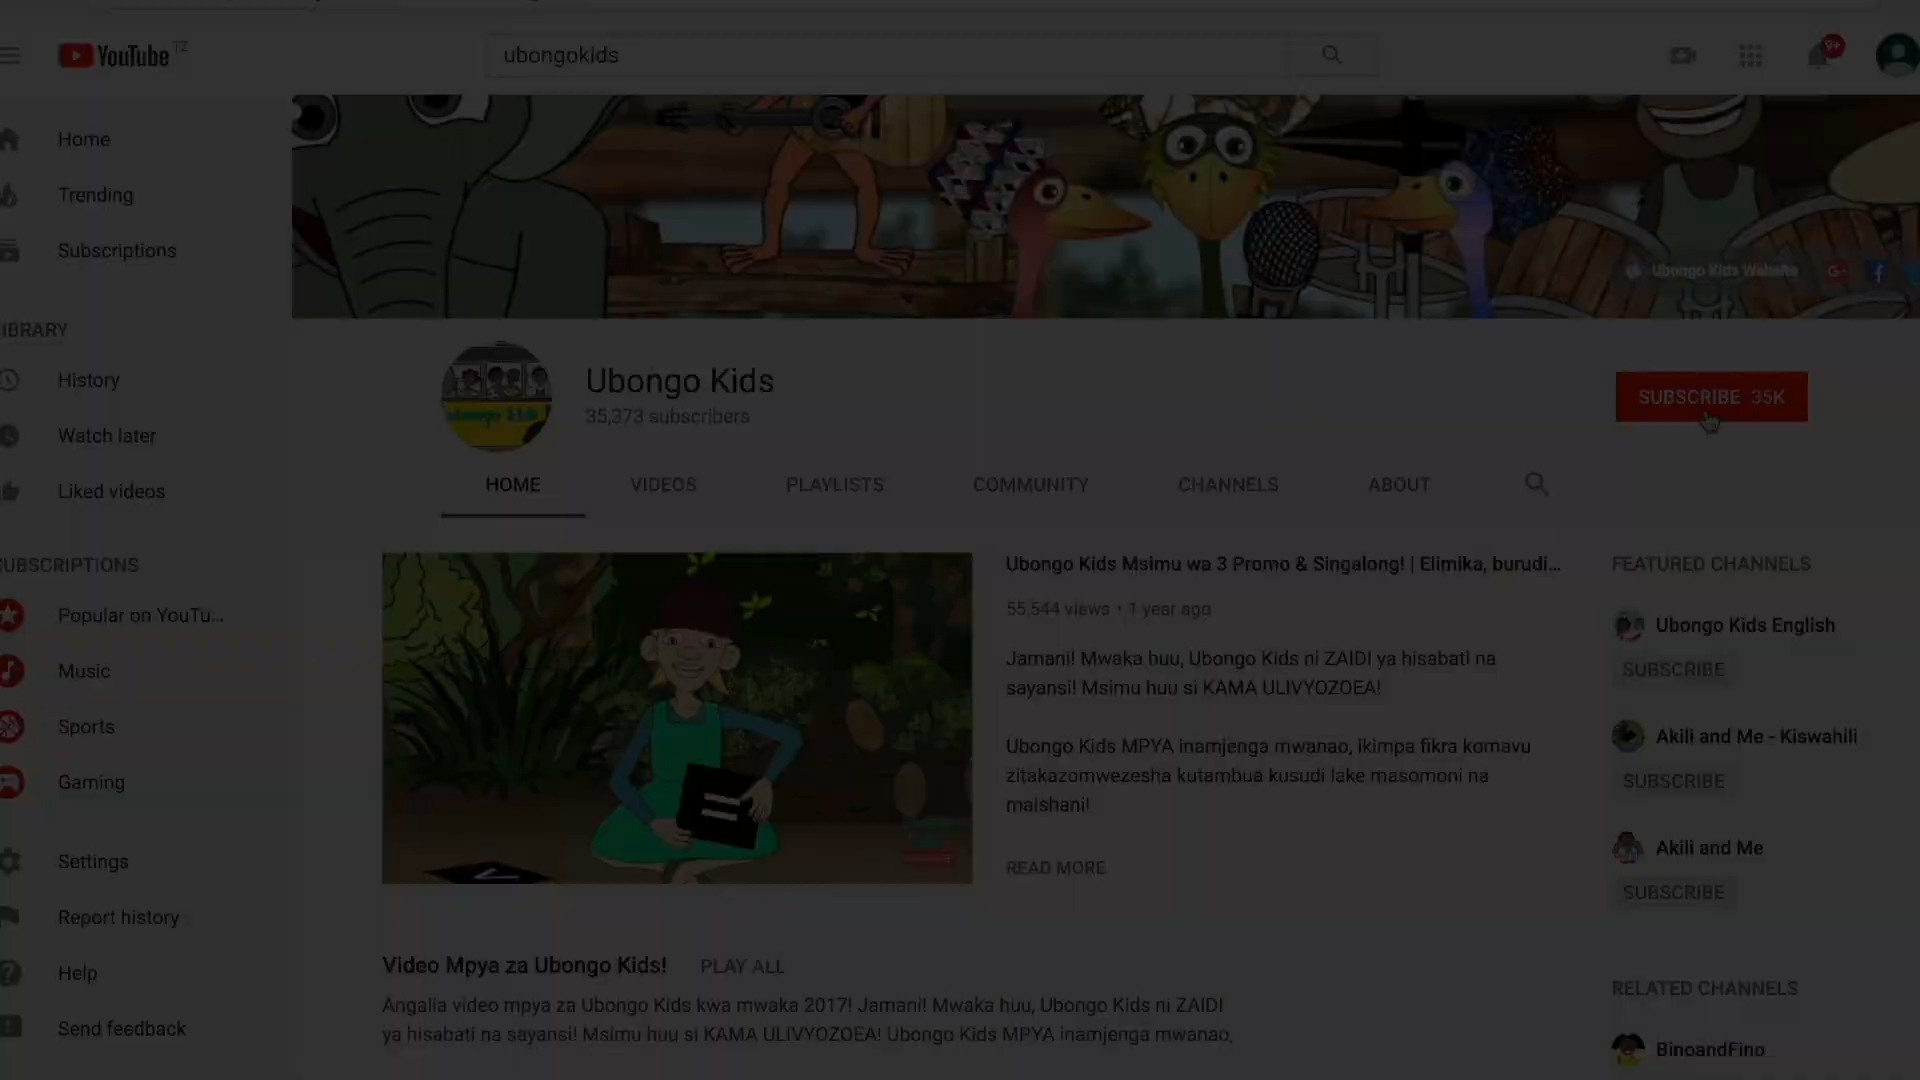 YouTube TZ
ubongokids
9+
Home
Trending
Subscriptions
Ubongo Kids Website
IBRARY
History
Watch later
Liked videos
ubongo kids
Ubongo Kids
35,373 subscribers
SUBSCRIBE 35K
HOME
VIDEOS
PLAYLISTS
COMMUNITY
CHANNELS
ABOUT
UBSCRIPTIONS
Popular on YouTu...
Music
Sports
Gaming
Settings
Report history
Help
Send feedback
Ubongo Kids Msimu wa 3 Promo & Singalong! | Elimika, burudi...
55,544 views • 1 year ago
Jamani! Mwaka huu, Ubongo Kids ni ZAIDI ya hisabati na
sayansi! Msimu huu si KAMA ULIVYOZOEA!
Ubongo Kids MPYA inamjenga mwanao, ikimpa fikra komavu
zitakazomwezesha kutambua kusudi lake masomoni na
maishani!
READ MORE
FEATURED CHANNELS
Ubongo Kids English
SUBSCRIBE
Akili and Me - Kiswahili
SUBSCRIBE
Akili and Me
SUBSCRIBE
Video Mpya za Ubongo Kids!
PLAY ALL
Angalia video mpya za Ubongo Kids kwa mwaka 2017! Jamani! Mwaka huu, Ubongo Kids ni ZAIDI
ya hisabati na sayansi! Msimu huu si KAMA ULIVYOZOEA! Ubongo Kids MPYA inamjenga mwanao,
RELATED CHANNELS
BinoandFino